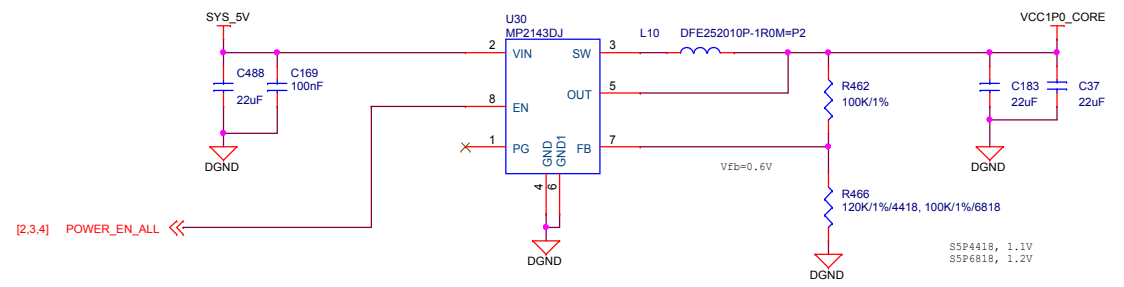 SYS_5V
U30
MP2143DJ
L10
DFE252010P-1R0M=P2
VCC1P0_CORE
2
VIN
SW
3
C488
22uF
C169
100nF
8
EN
OUT
5
R462
100K/1%
C183
22uF
C37
22uF
1
PG
GND
GND1
FB
7
Vfb=0.6V
DGND
4
6
DGND
R466
120K/1%/4418, 100K/1%/6818
[2,3,4]
POWER_EN_ALL
DGND
DGND
S5P4418, 1.1V
S5P6818, 1.2V